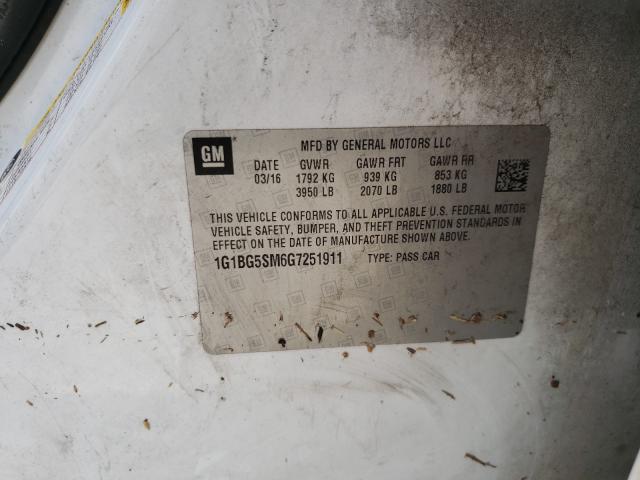 GM
MFD BY GENERAL MOTORS LLC
DATE GVWR GAWR FRT GAWR RR
03/16 1792 KG 939 KG 853 KG
3950 LB 2070 LB 1880 LB
THIS VEHICLE CONFORMS TO ALL APPLICABLE U.S. FEDERAL MOTOR
VEHICLE SAFETY, BUMPER, AND THEFT PREVENTION STANDARDS IN
EFFECT ON THE DATE OF MANUFACTURE SHOWN ABOVE.
1G1BG5SM6G7251911 TYPE: PASS CAR